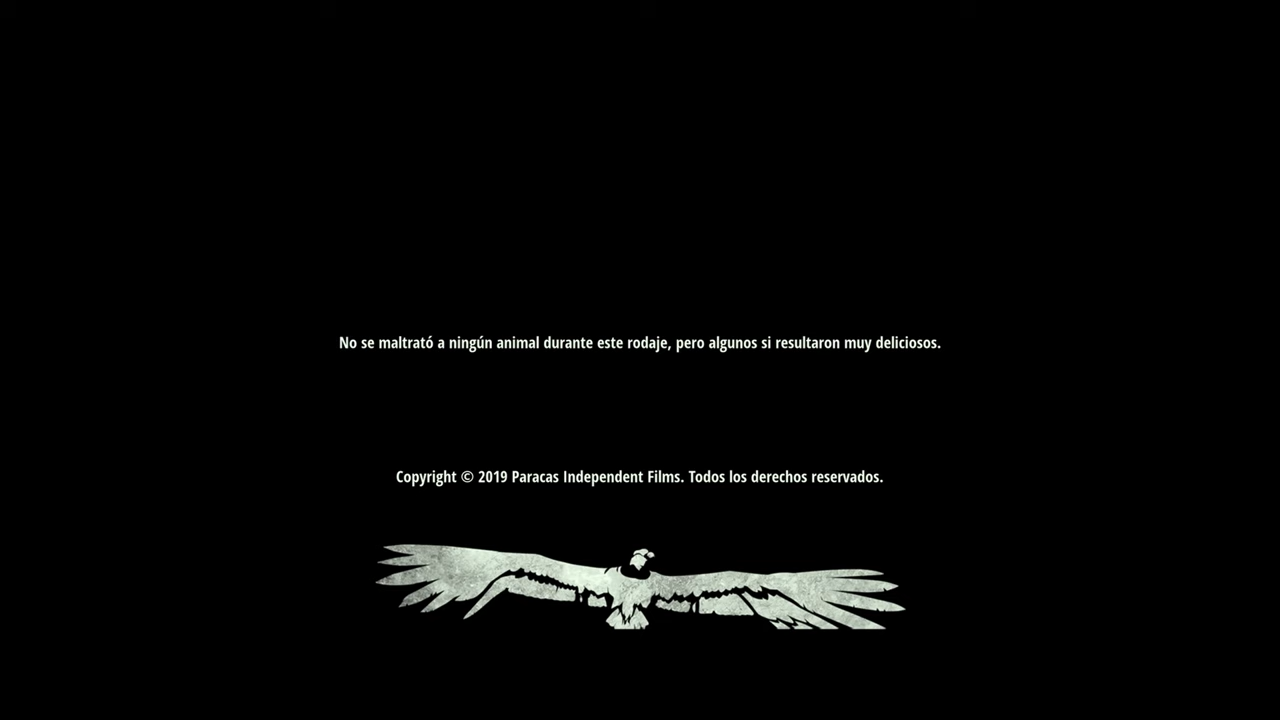 No se maltrató a ningún animal durante este rodaje, pero algunos si resultaron muy deliciosos.
Copyright © 2019 Paracas Independent Films. Todos los derechos reservados.